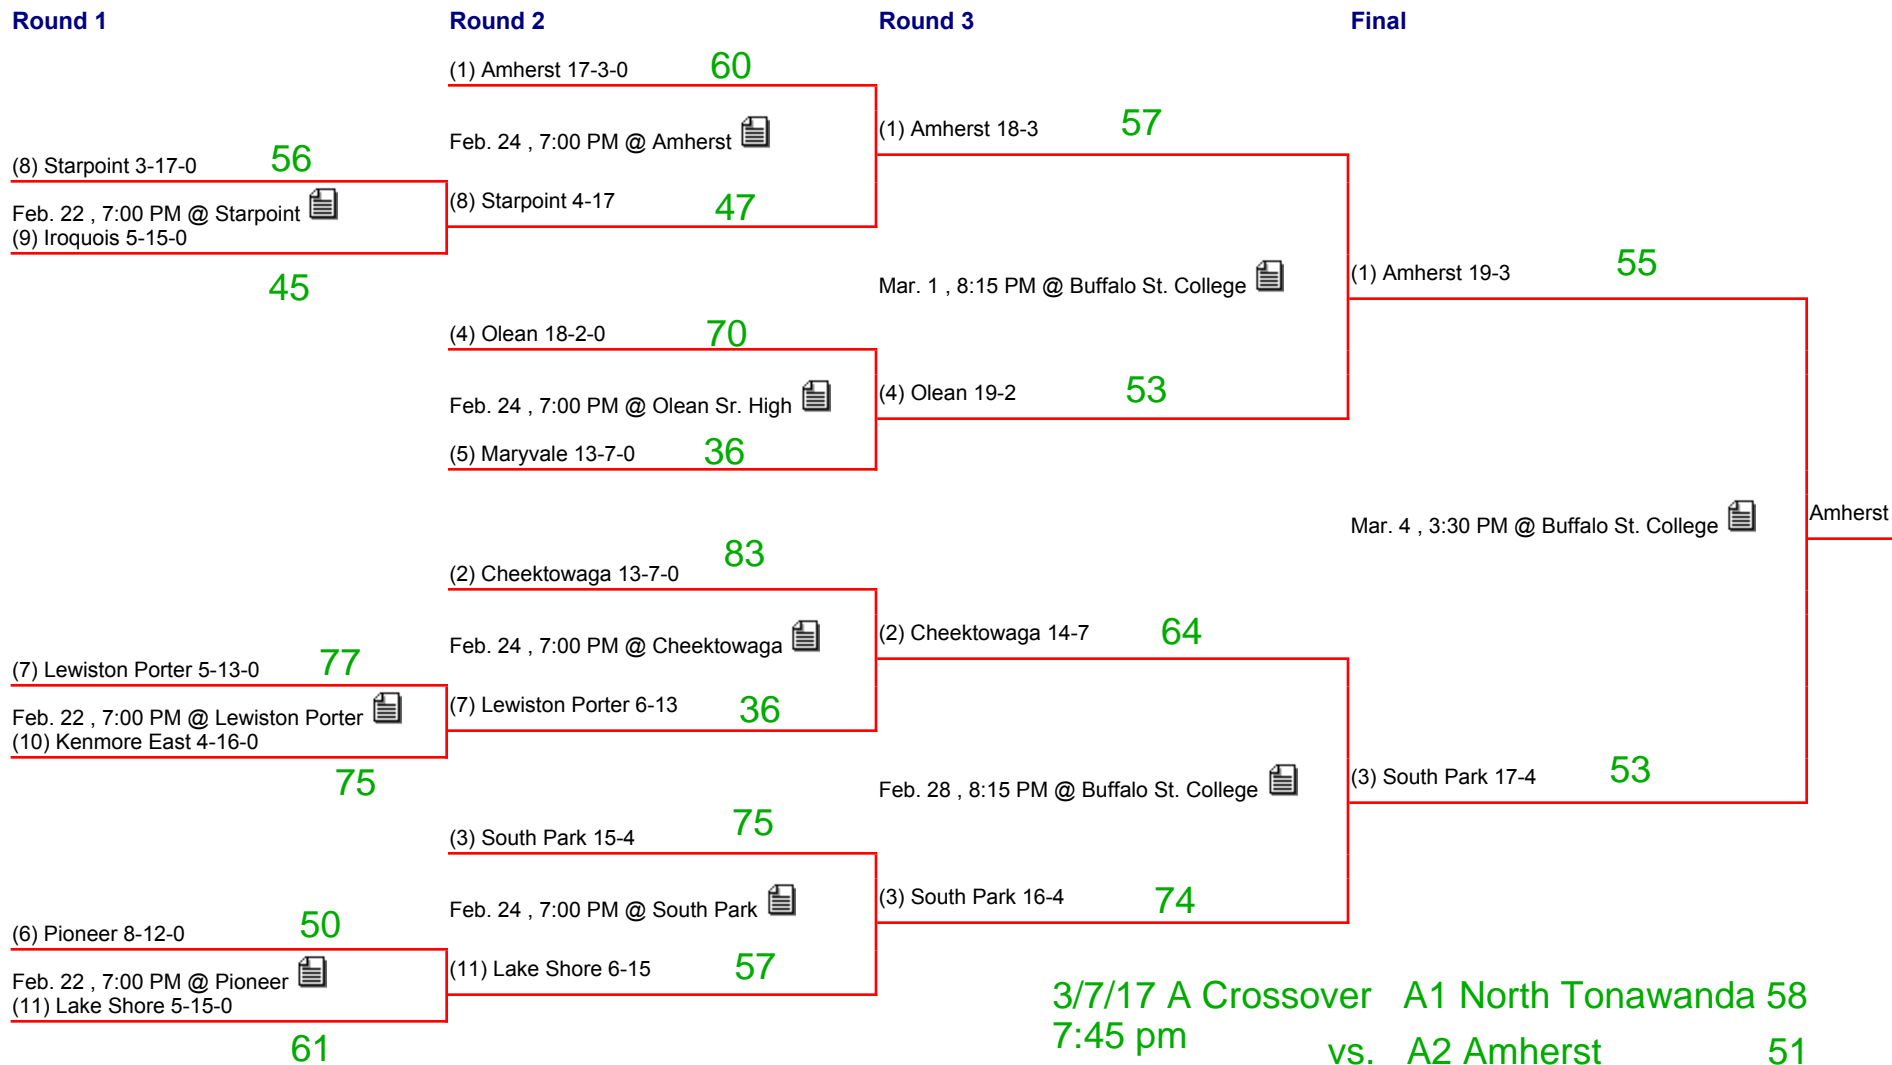 Round 1
Round 2
Round 3
Final
(1) Amherst 17-3-0 60
Feb. 24 , 7:00 PM @ Amherst
(1) Amherst 18-3 57
(8) Starpoint 3-17-0 56
Feb. 22 , 7:00 PM @ Starpoint
(8) Starpoint 4-17 47
(9) Iroquois 5-15-0
45
Mar. 1 , 8:15 PM @ Buffalo St. College
(1) Amherst 19-3 55
(4) Olean 18-2-0 70
Feb. 24 , 7:00 PM @ Olean Sr. High
(4) Olean 19-2 53
(5) Maryvale 13-7-0 36
Mar. 4 , 3:30 PM @ Buffalo St. College
Amherst
(2) Cheektowaga 13-7-0 83
Feb. 24 , 7:00 PM @ Cheektowaga
(2) Cheektowaga 14-7 64
(7) Lewiston Porter 5-13-0 77
Feb. 22 , 7:00 PM @ Lewiston Porter
(7) Lewiston Porter 6-13 36
(10) Kenmore East 4-16-0
75
Feb. 28 , 8:15 PM @ Buffalo St. College
(3) South Park 17-4 53
(3) South Park 15-4 75
Feb. 24 , 7:00 PM @ South Park
(3) South Park 16-4 74
(6) Pioneer 8-12-0 50
Feb. 22 , 7:00 PM @ Pioneer
(11) Lake Shore 6-15 57
(11) Lake Shore 5-15-0
61
3/7/17 A Crossover A1 North Tonawanda 58
7:45 pm
vs. A2 Amherst 51